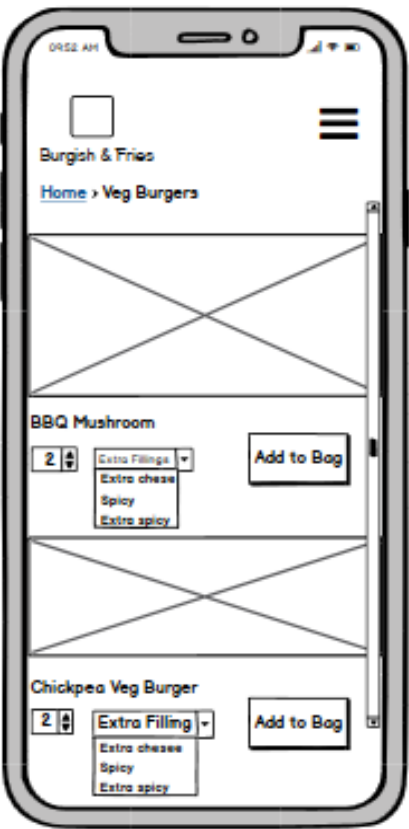 09:52 AM
Burgish & Fries
Home > Veg Burgers
BBQ Mushroom
2
Extra Fillings
Add to Bag
Extra chese
Spicy
Extra spicy
Chickpea Veg Burger
2
Extra Filling
Add to Bag
Extra chesee
Spicy
Extra spicy